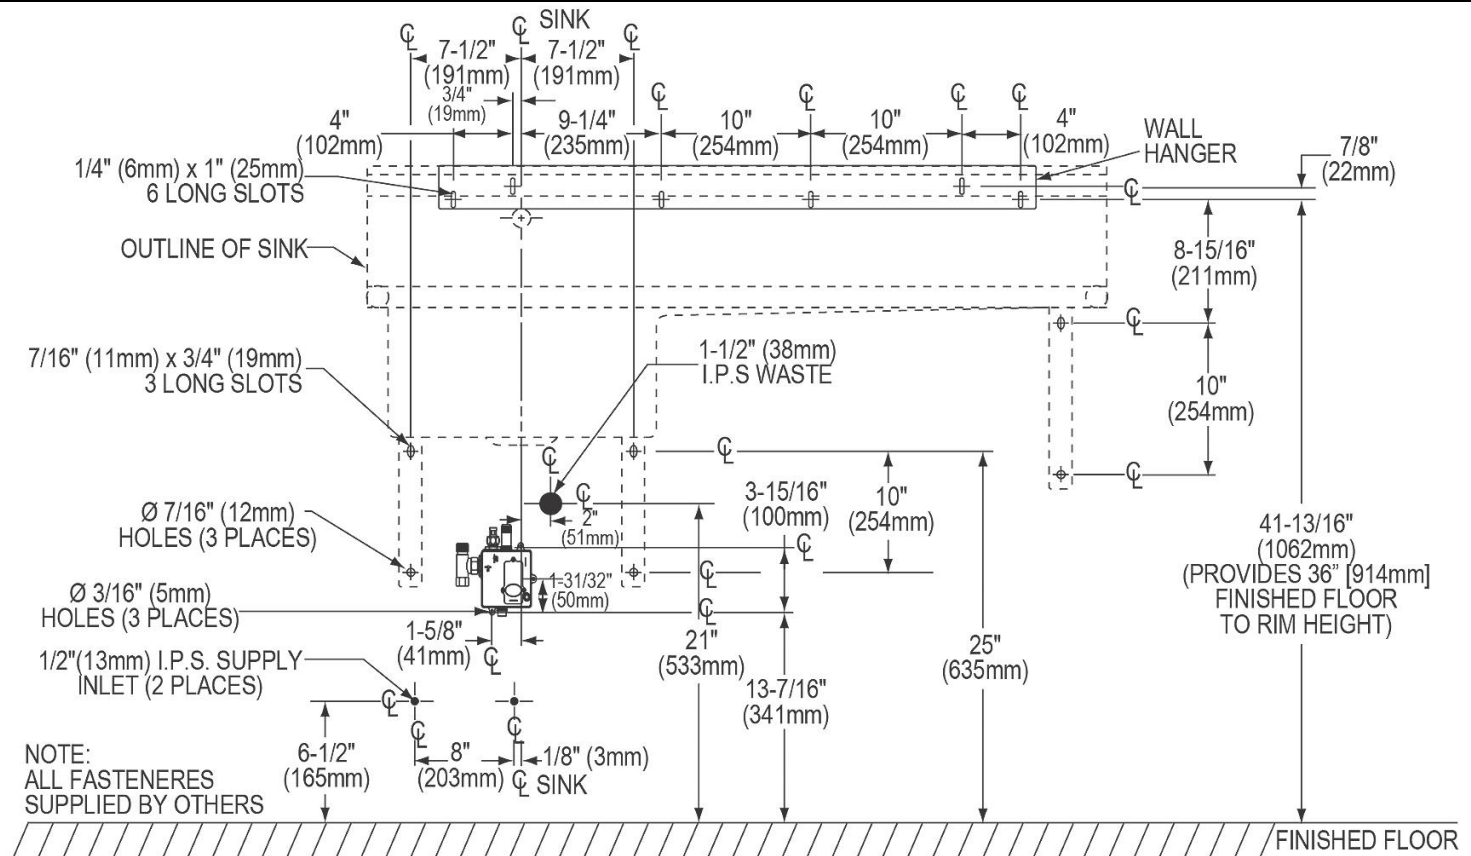 SINK
℄ ℄ ℄
7-1/2" 7-1/2"
(191mm) (191mm)
3/4"
(19mm)
℄ ℄ ℄ ℄
4" 9-1/4" 10" 10" 4"
(102mm) (235mm) (254mm) (254mm) (102mm)
WALL
HANGER
7/8"
(22mm)
1/4" (6mm) x 1" (25mm)
6 LONG SLOTS
℄
OUTLINE OF SINK
8-15/16"
(211mm)
℄
7/16" (11mm) x 3/4" (19mm)
3 LONG SLOTS
1-1/2" (38mm)
I.P.S WASTE
10"
(254mm)
℄ ℄ ℄
℄
2"
(51mm)
3-15/16"
(100mm)
10"
(254mm)
Ø 7/16" (12mm)
HOLES (3 PLACES)
41-13/16"
(1062mm)
(PROVIDES 36” [914mm]
FINISHED FLOOR
TO RIM HEIGHT)
℄
℄
1-31/32"
(50mm)
℄
Ø 3/16" (5mm)
HOLES (3 PLACES)
1-5/8"
(41mm)
℄
21"
(533mm)
25"
(635mm)
1/2"(13mm) I.P.S. SUPPLY
INLET (2 PLACES)
13-7/16"
(341mm)
℄
℄ ℄
6-1/2"
(165mm)
8"
(203mm)
1/8" (3mm)
℄ SINK
NOTE:
ALL FASTENERES
SUPPLIED BY OTHERS
FINISHED FLOOR